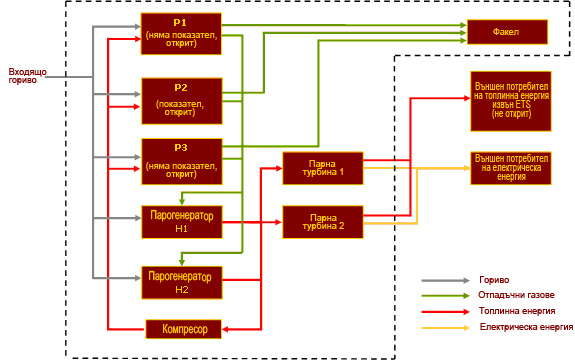 P1
(няма показател,
открит)
Факел
Входящо
гориво
P2
(показател,
открит)
Външен потребител
на топлинна енергия
извън ETS
(не открит)
P3
(няма показател,
открит)
Парна
турбина 1
Външен потребител
на електрическа
енергия
Парогенератор
H1
Парна
турбина 2
Парогенератор
H2
Компресор
Гориво
Отпадъчни газове
Топлинна енергия
Електрическа енергия